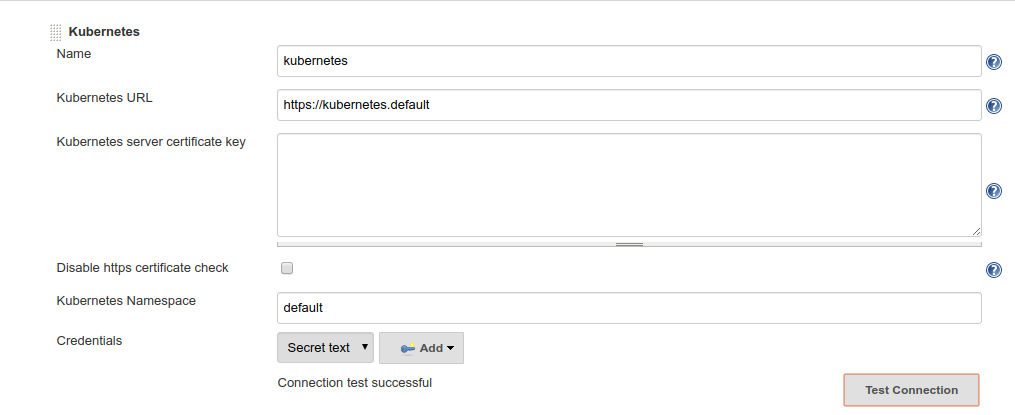 Kubernetes
Name
kubernetes
Kubernetes URL
https://kubernetes.default
Kubernetes server certificate key
Disable https certificate check
Kubernetes Namespace
default
Credentials
Secret text
Add
Connection test successful
Test Connection